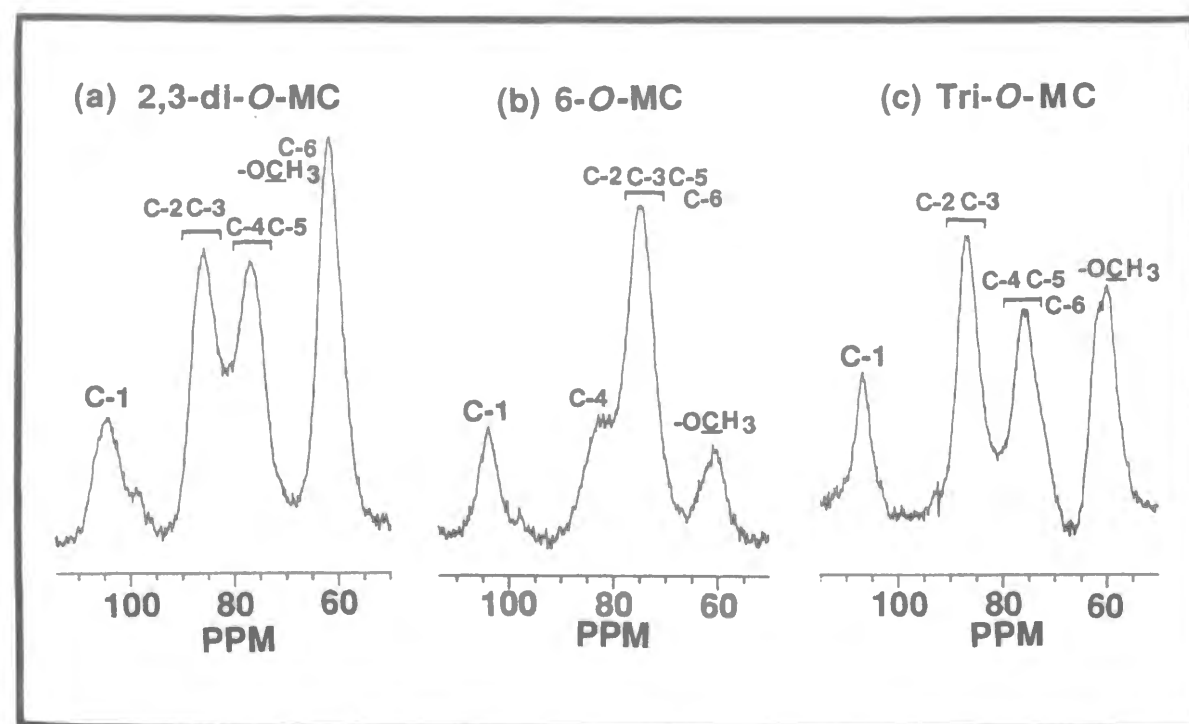 (a) 2,3-di-O-MC
C-6
-OCH3
C-2 C-3
C-4 C-5
C-1
100 80 60
PPM
(b) 6-O-MC
C-2 C-3 C-5
C-6
C-4
C-1
-OCH3
100 80 60
PPM
(c) Tri-O-MC
C-2 C-3
C-4 C-5
C-6
-OCH3
C-1
100 80 60
PPM